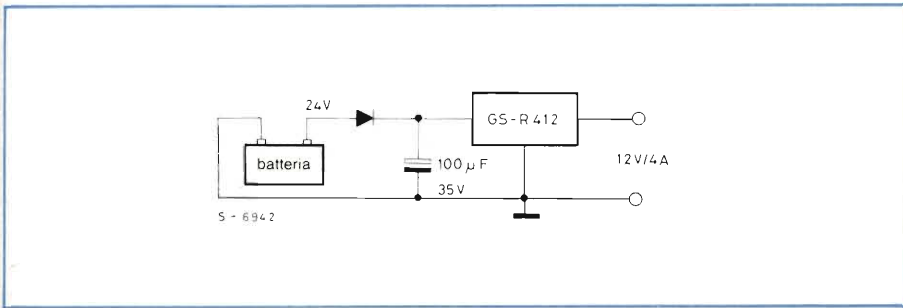 24V
GS-R 412
batteria
100 µF
35V
12V/4A
S - 6942